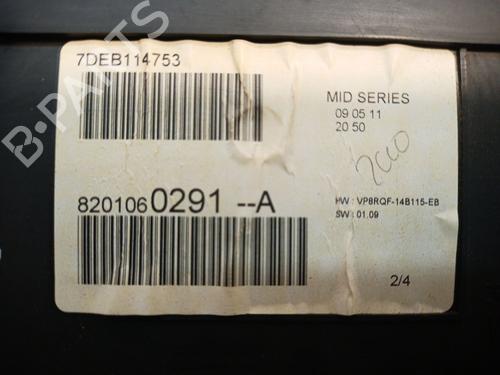 7DEB114753
MID SERIES
09 05 11
20 50
2000
8201060291 --A
HW : VP8RQF-14B115-EB
SW : 01.09
2/4
B-PARTS